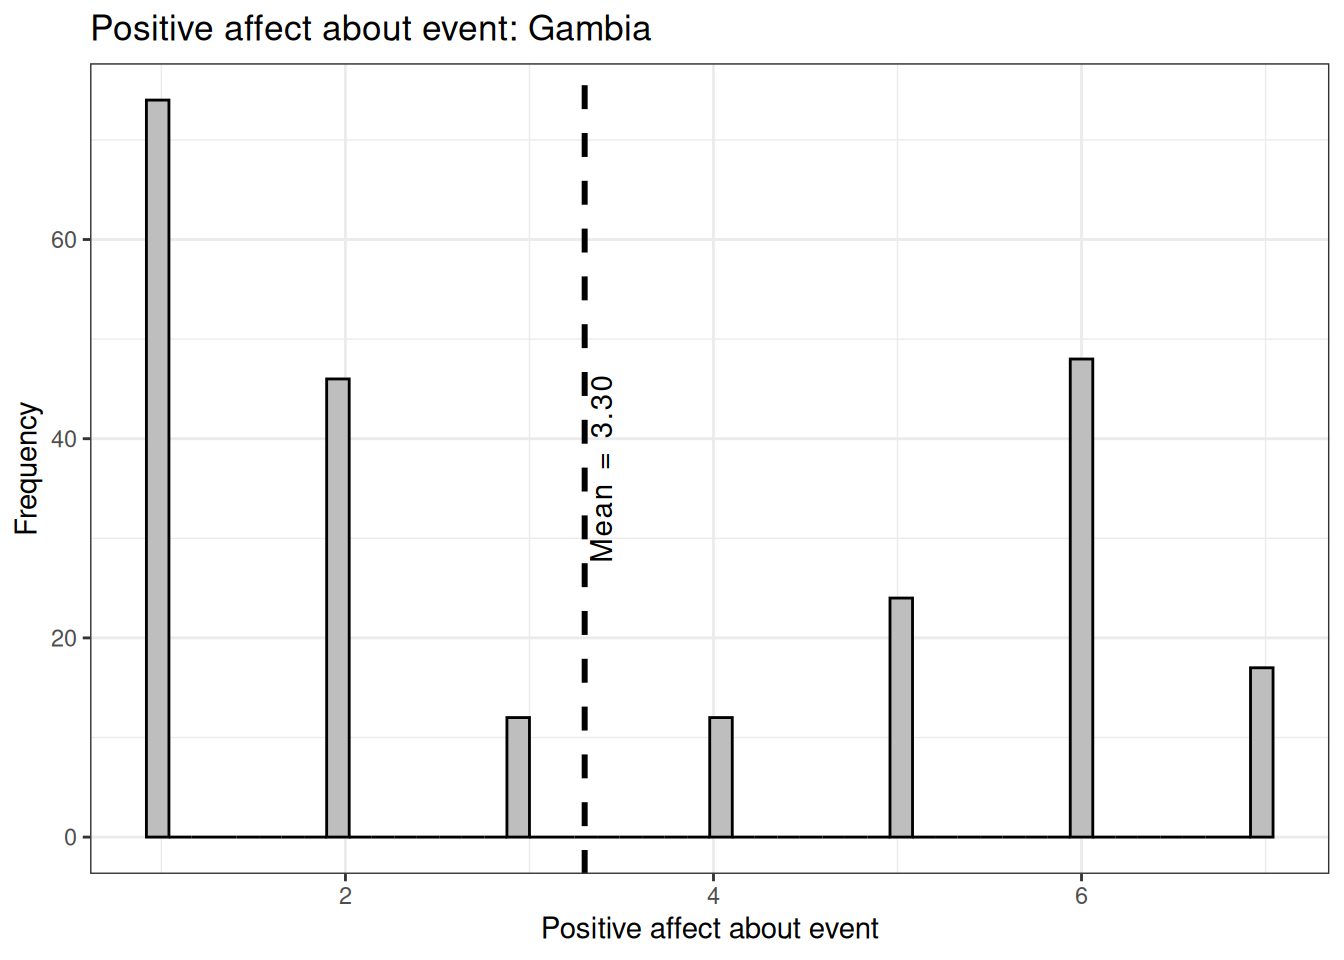 Positive affect about event: Gambia
Frequency
60
40
20
0
Mean = 3.30
2
4
6
Positive affect about event